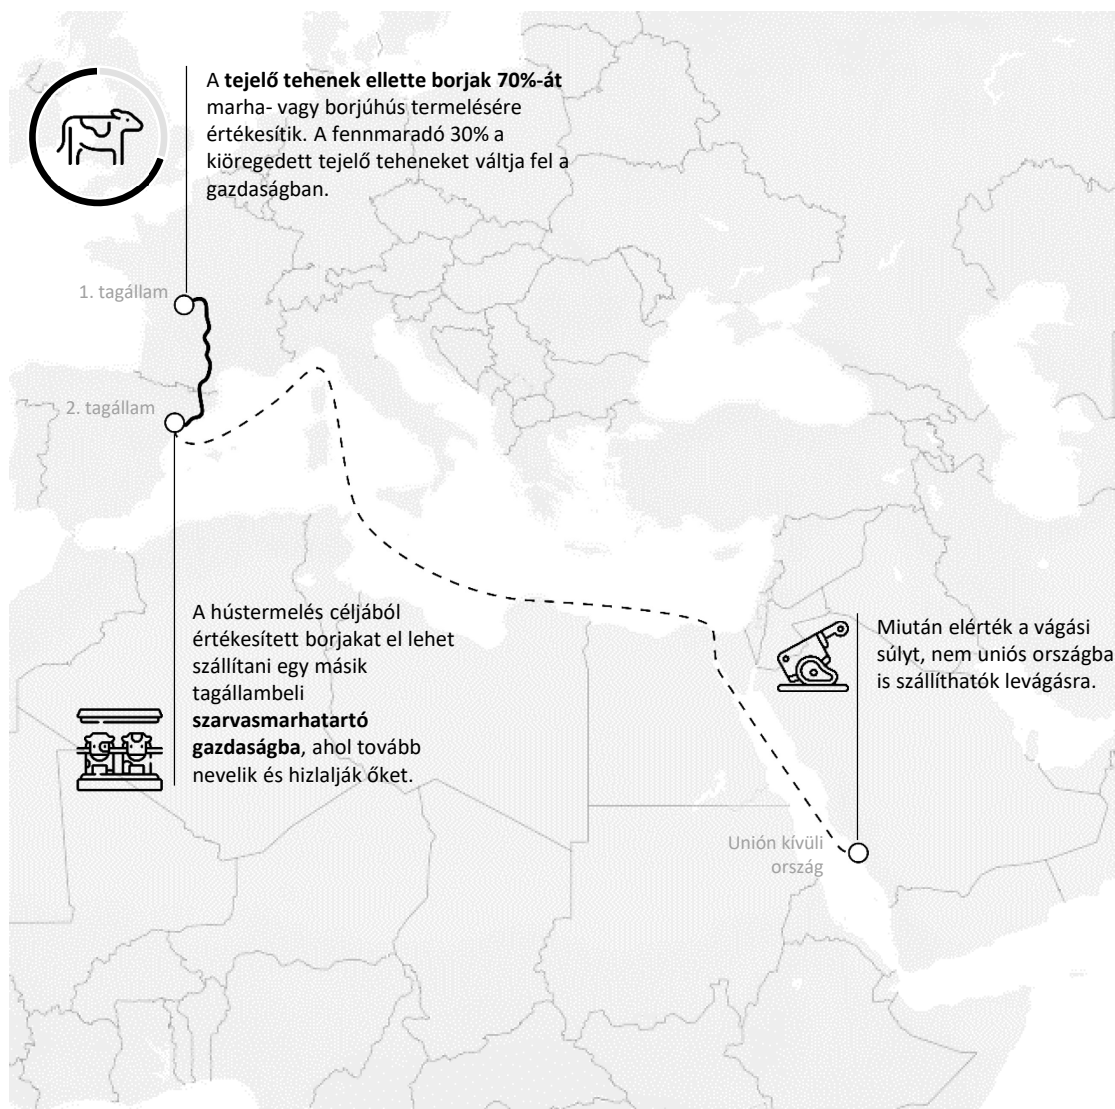 A tejelő tehenek ellette borjak 70%-át
marha- vagy borjúhús termelésére
értékesítik. A fennmaradó 30% a
kiöregedett tejelő teheneket váltja fel a
gazdaságban.
1. tagállam
2. tagállam
A hústermelés céljából
értékesített borjakat el lehet
szállítani egy másik
tagállambeli
szarvasmarhatartó
gazdaságba, ahol tovább
nevelik és hizlalják őket.
Miután elérték a vágási
súlyt, nem uniós országba
is szállíthatók levágásra.
Unión kívüli
ország